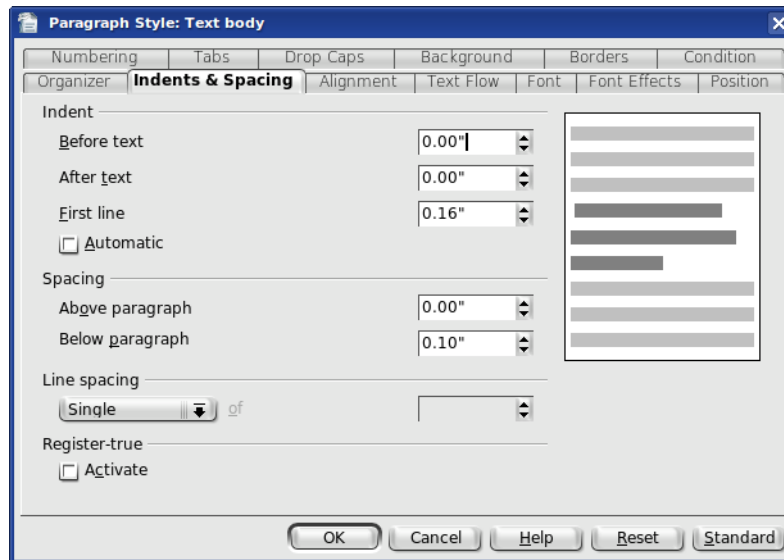 Paragraph Style: Text body
Numbering Tabs Drop Caps Background Borders Condition
Organizer Indents & Spacing Alignment Text Flow Font Font Effects Position
Indent
Before text 0.00"
After text 0.00"
First line 0.16"
Automatic
Spacing
Above paragraph 0.00"
Below paragraph 0.10"
Line spacing
Single of
Register-true
Activate
OK Cancel Help Reset Standard